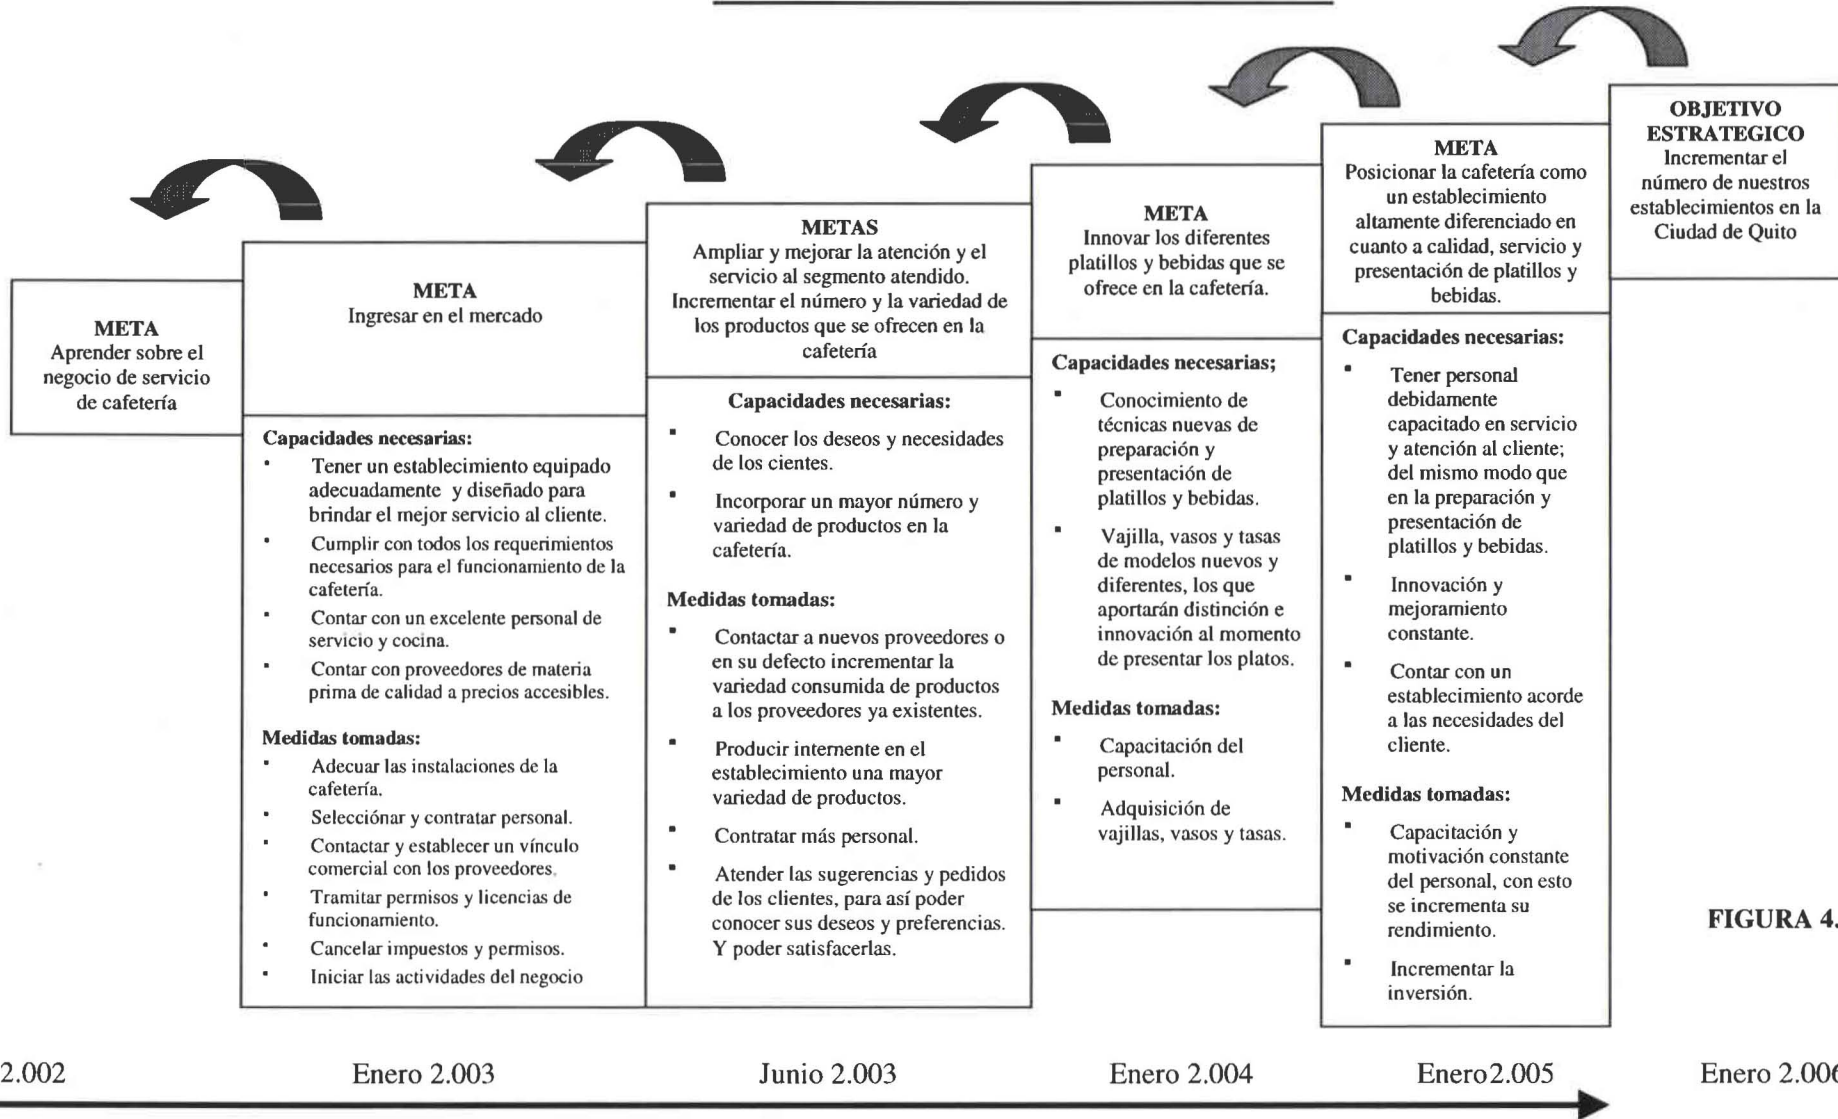 META
Aprender sobre el
negocio de servicio
de cafetería
META
Ingresar en el mercado
Capacidades necesarias:
▪ Tener un establecimiento equipado
adecuadamente y diseñado para
brindar el mejor servicio al cliente.
▪ Cumplir con todos los requerimientos
necesarios para el funcionamiento de la
cafetería.
▪ Contar con un excelente personal de
servicio y cocina.
▪ Contar con proveedores de materia
prima de calidad a precios accesibles.
Medidas tomadas:
▪ Adecuar las instalaciones de la
cafetería.
▪ Selecciónar y contratar personal.
▪ Contactar y establecer un vínculo
comercial con los proveedores.
▪ Tramitar permisos y licencias de
funcionamiento.
▪ Cancelar impuestos y permisos.
▪ Iniciar las actividades del negocio
METAS
Ampliar y mejorar la atención y el
servicio al segmento atendido.
Incrementar el número y la variedad de
los productos que se ofrecen en la
cafetería
Capacidades necesarias:
▪ Conocer los deseos y necesidades
de los cientes.
▪ Incorporar un mayor número y
variedad de productos en la
cafetería.
Medidas tomadas:
▪ Contactar a nuevos proveedores o
en su defecto incrementar la
variedad consumida de productos
a los proveedores ya existentes.
▪ Producir internente en el
establecimiento una mayor
variedad de productos.
▪ Contratar más personal.
▪ Atender las sugerencias y pedidos
de los clientes, para así poder
conocer sus deseos y preferencias.
Y poder satisfacerlas.
META
Innovar los diferentes
platillos y bebidas que se
ofrece en la cafetería.
Capacidades necesarias;
▪ Conocimiento de
técnicas nuevas de
preparación y
presentación de
platillos y bebidas.
▪ Vajilla, vasos y tasas
de modelos nuevos y
diferentes, los que
aportarán distinción e
innovación al momento
de presentar los platos.
Medidas tomadas:
▪ Capacitación del
personal.
▪ Adquisición de
vajillas, vasos y tasas.
META
Posicionar la cafetería como
un establecimiento
altamente diferenciado en
cuanto a calidad, servicio y
presentación de platillos y
bebidas.
Capacidades necesarias:
▪ Tener personal
debidamente
capacitado en servicio
y atención al cliente;
del mismo modo que
en la preparación y
presentación de
platillos y bebidas.
▪ Innovación y
mejoramiento
constante.
▪ Contar con un
establecimiento acorde
a las necesidades del
cliente.
Medidas tomadas:
▪ Capacitación y
motivación constante
del personal, con esto
se incrementa su
rendimiento.
▪ Incrementar la
inversión.
OBJETIVO
ESTRATEGICO
Incrementar el
número de nuestros
establecimientos en la
Ciudad de Quito
FIGURA 4.
2.002
Enero 2.003
Junio 2.003
Enero 2.004
Enero 2.005
Enero 2.006